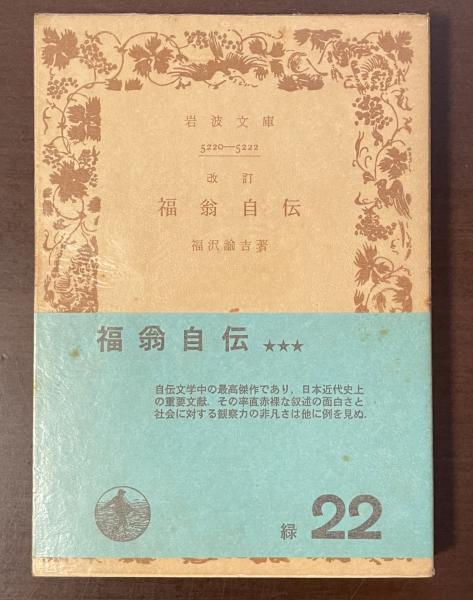 岩波文庫
5220—5222
改訂
福翁自伝
福沢諭吉著
福翁自伝 ★★★
自伝文学中の最高傑作であり，日本近代史上
の重要文献．その率直赤裸な叙述の面白さと
社会に対する観察力の非凡さは他に例を見ぬ．
緑 22